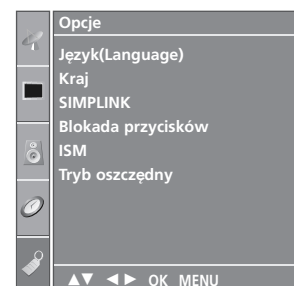 Opcje
Język(Language)
Kraj
SIMPLINK
Blokada przycisków
ISM
Tryb oszczędny
▲▼ ◄► OK MENU